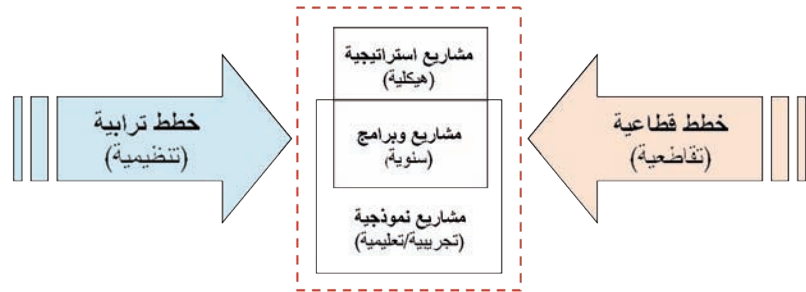 مشاريع استراتيجية
(هيكلية)
خطط قطاعية
(تقاطعية)
مشاريع وبرامج
(سنوية)
خطط ترابية
(تنظيمية)
مشاريع نموذجية
(تجريبية/تعليمية)